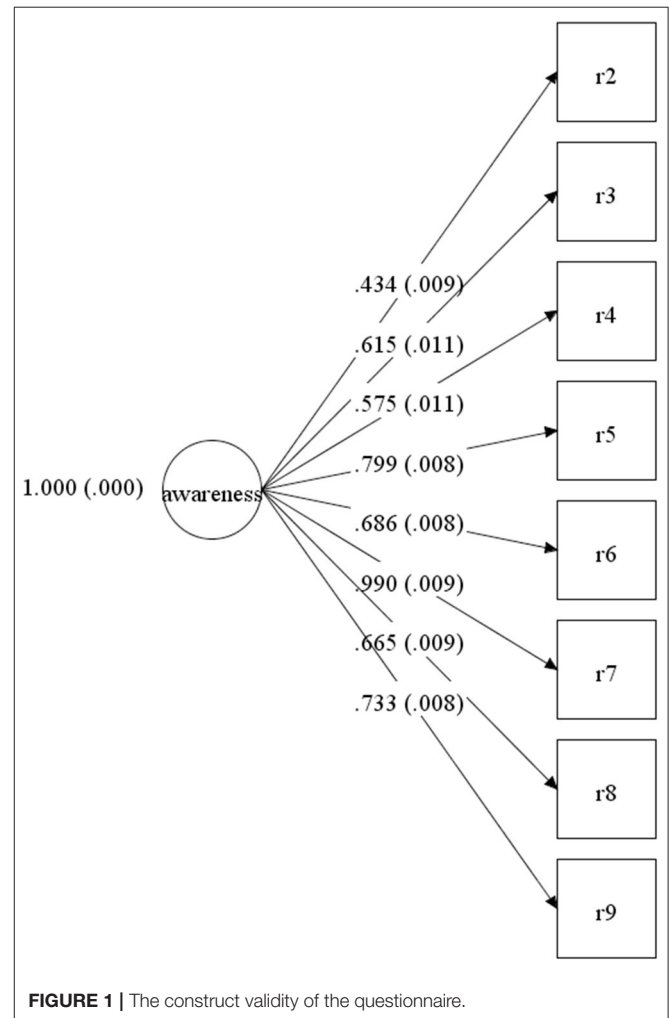 r2
r3
.434 (.009)
r4
.615 (.011)
.575 (.011)
r5
.799 (.008)
1.000 (.000) awareness
.686 (.008)
r6
.990 (.009)
.665 (.009)
r7
.733 (.008)
r8
r9
FIGURE 1 | The construct validity of the questionnaire.